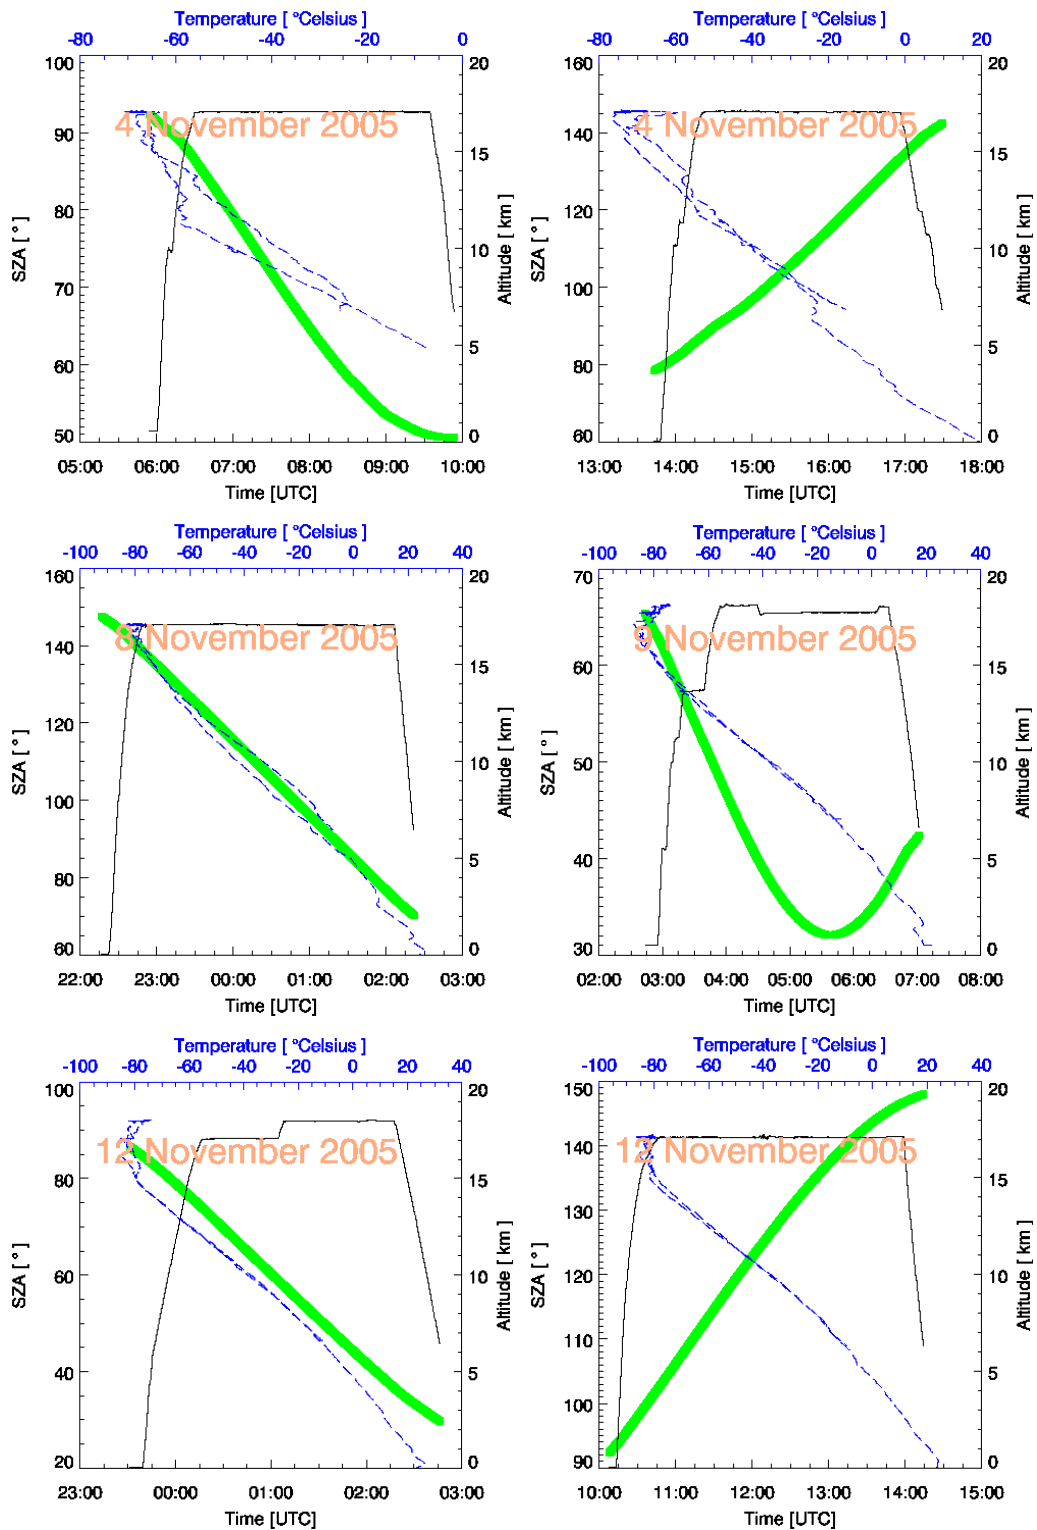 Temperature [ °Celsius ]
-80 -60 -40 -20 0
100 90 80 70 60 50
SZA [ ° ]
4 November 2005
20 15 10 5 0
Altitude [ km ]
05:00 06:00 07:00 08:00 09:00 10:00
Time [UTC]
Temperature [ °Celsius ]
-80 -60 -40 -20 0 20
160 140 120 100 80 60
SZA [ ° ]
4 November 2005
20 15 10 5 0
Altitude [ km ]
13:00 14:00 15:00 16:00 17:00 18:00
Time [UTC]
Temperature [ °Celsius ]
-100 -80 -60 -40 -20 0 20 40
160 140 120 100 80 60
SZA [ ° ]
8 November 2005
20 15 10 5 0
Altitude [ km ]
22:00 23:00 00:00 01:00 02:00 03:00
Time [UTC]
Temperature [ °Celsius ]
-100 -80 -60 -40 -20 0 20 40
70 60 50 40 30
SZA [ ° ]
9 November 2005
20 15 10 5 0
Altitude [ km ]
02:00 03:00 04:00 05:00 06:00 07:00 08:00
Time [UTC]
Temperature [ °Celsius ]
-100 -80 -60 -40 -20 0 20 40
100 80 60 40 20
SZA [ ° ]
12 November 2005
20 15 10 5 0
Altitude [ km ]
23:00 00:00 01:00 02:00 03:00
Time [UTC]
Temperature [ °Celsius ]
-100 -80 -60 -40 -20 0 20 40
150 140 130 120 110 100 90
SZA [ ° ]
12 November 2005
20 15 10 5 0
Altitude [ km ]
10:00 11:00 12:00 13:00 14:00 15:00
Time [UTC]